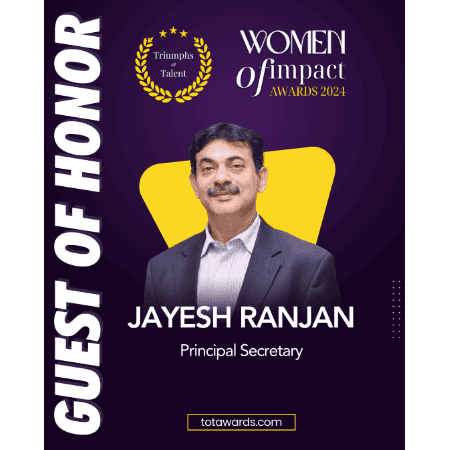 GUEST OF HONOR
Triumphs
of
Talent
WOMEN
of impact
AWARDS 2024
JAYESH RANJAN
Principal Secretary
totawards.com